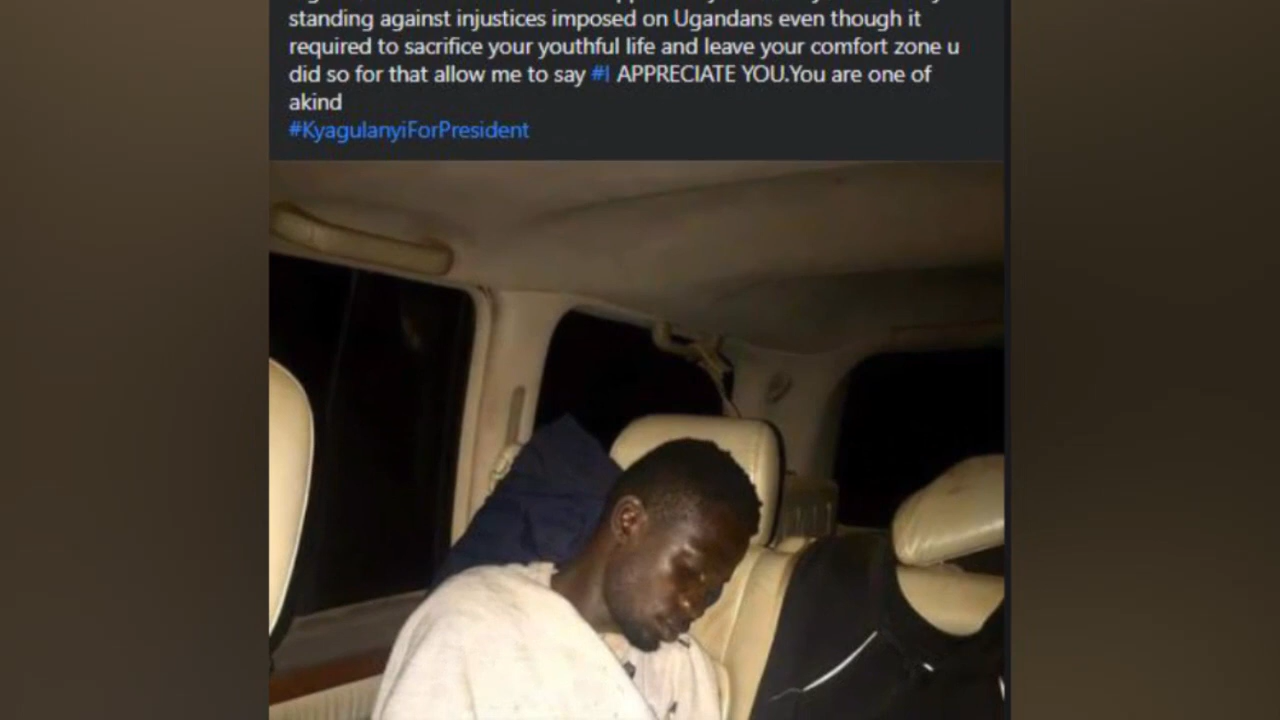 standing against injustices imposed on Ugandans even though it
required to sacrifice your youthful life and leave your comfort zone u
did so for that allow me to say #I APPRECIATE YOU.You are one of
akind
#KyagulanyiForPresident